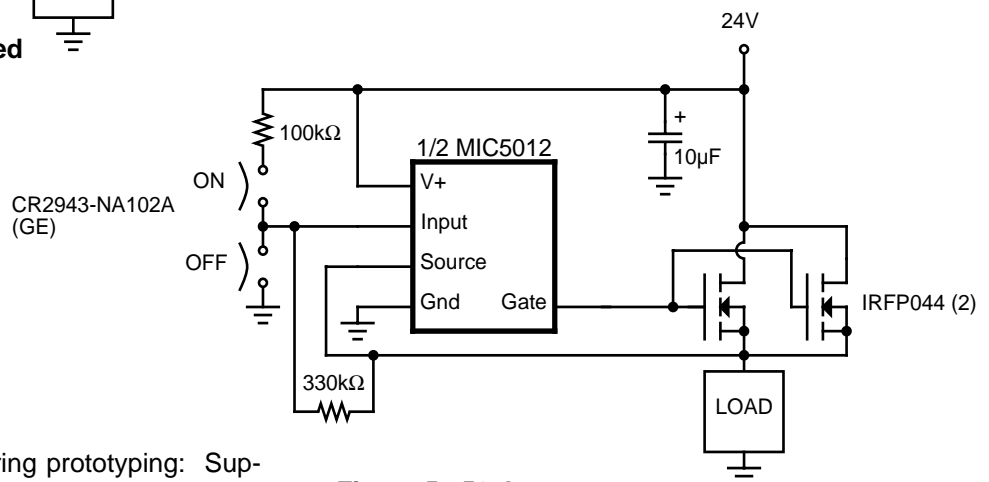 ed
24V
100kΩ
+
10µF
1/2 MIC5012
ON
V+
CR2943-NA102A
(GE)
Input
OFF
Source
Gnd
Gate
IRFP044 (2)
330kΩ
LOAD
ring prototyping: Sup-